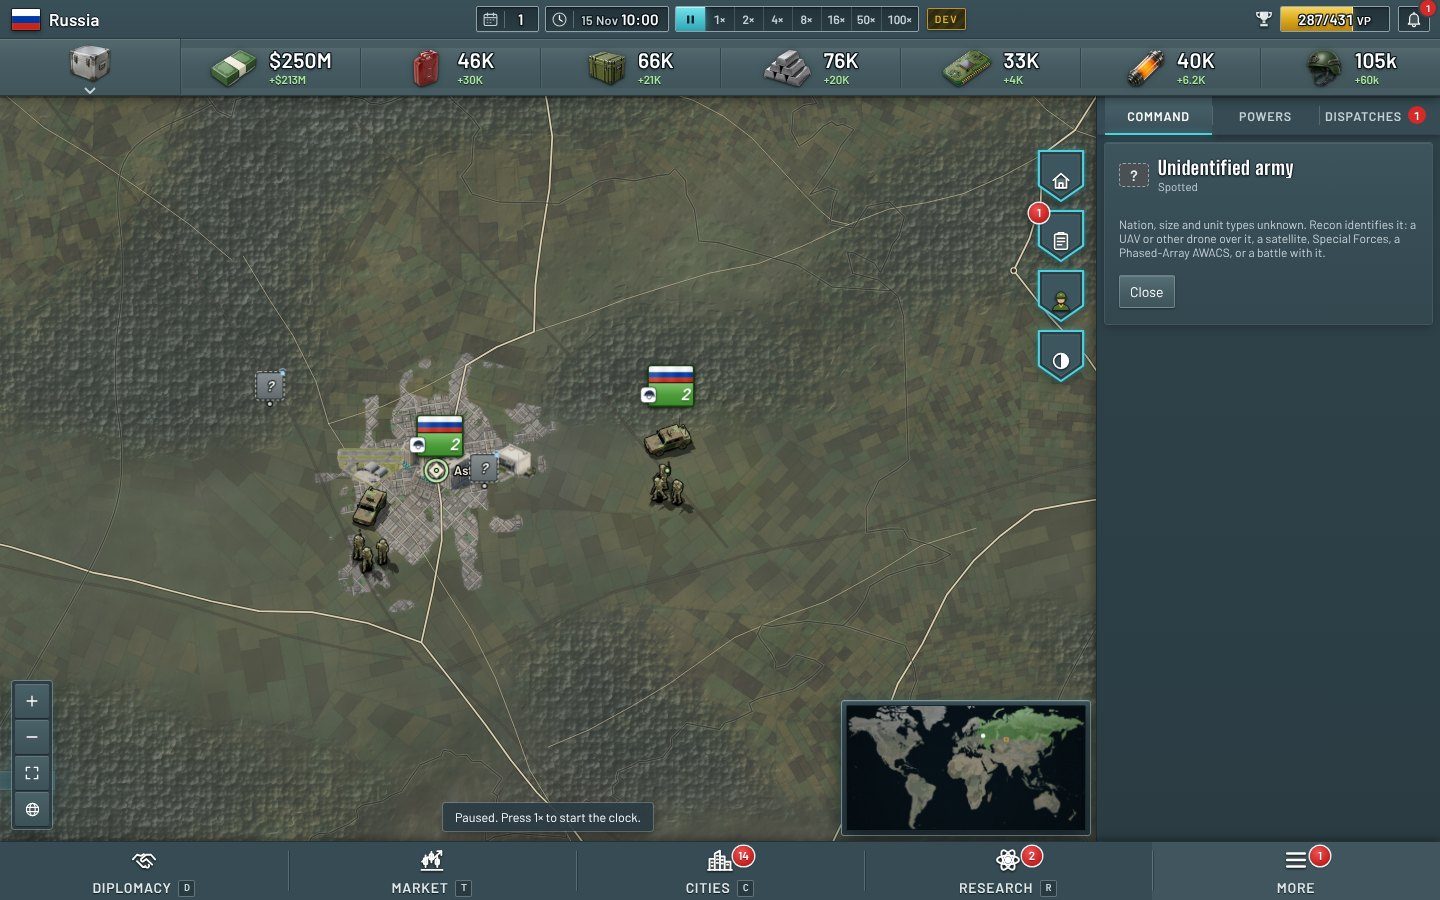 Russia
1
15 Nov 10:00
1×
2×
4×
8×
16×
50×
100×
DEV
287/431 VP
1
$250M
+$213M
46K
+30K
66K
+21K
76K
+20K
33K
+4K
40K
+6.2K
105k
+60k
COMMAND
POWERS
DISPATCHES 1
?
Unidentified army
Spotted
Nation, size and unit types unknown. Recon identifies it: a
UAV or other drone over it, a satellite, Special Forces, a
Phased-Array AWACS, or a battle with it.
Close
1
?
2
2
?
+
−
Paused. Press 1× to start the clock.
DIPLOMACY D
MARKET T
14
CITIES C
2
RESEARCH R
1
MORE